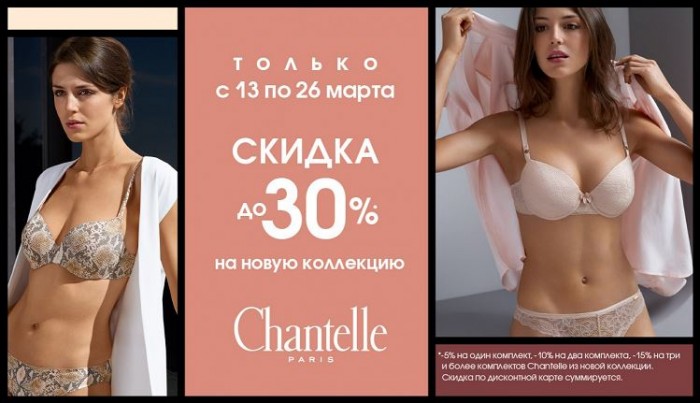 ТОЛЬКО
с 13 по 26 марта
СКИДКА
до 30%
на новую коллекцию
Chantelle
PARIS
*-5% на один комплект, -10% на два комплекта, -15% на три
и более комплектов Chantelle из новой коллекции.
Скидка по дисконтной карте суммируется.